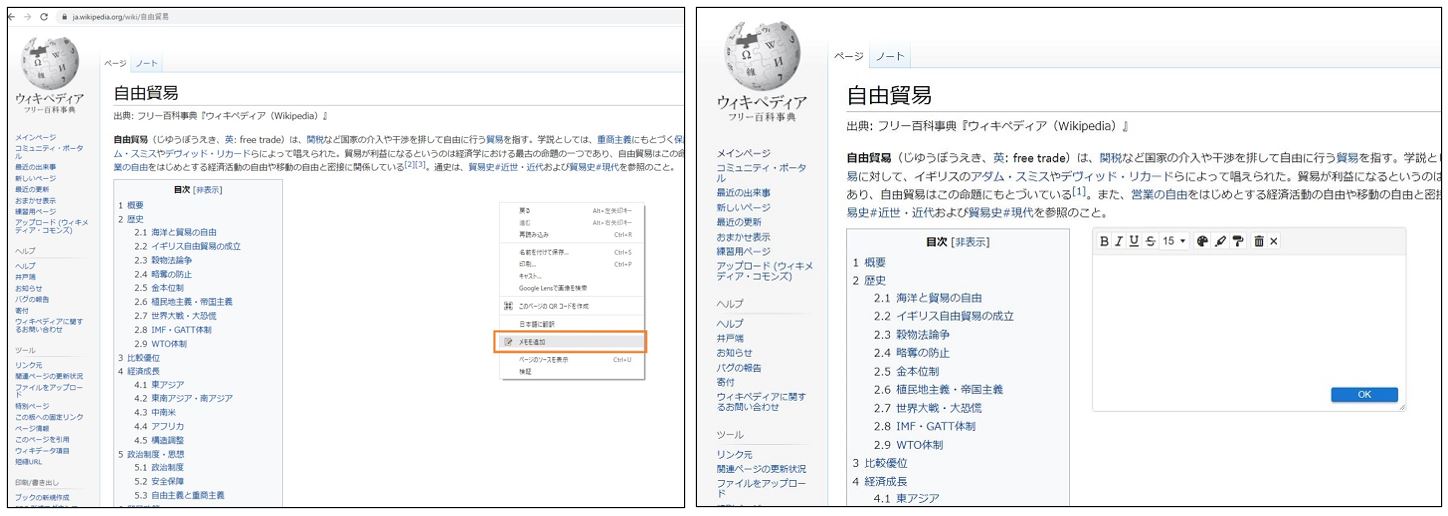 ja.wikipedia.org/wiki/自由貿易
ウィキペディア
フリー百科事典
メインページ
コミュニティ・ポータ
ル
最近の出来事
新しいページ
最近の更新
おまかせ表示
練習用ページ
アップロード (ウィキメ
ディア・コモンズ)
ヘルプ
ヘルプ
井戸端
お知らせ
バグの報告
寄付
ウィキペディアに関す
るお問い合わせ
ツール
リンク元
関連ページの更新状況
ファイルをアップロー
ド
特別ページ
この版への固定リンク
ページ情報
このページを引用
ウィキデータ項目
短縮URL
印刷/書き出し
ブックの新規作成
ページ ノート
自由貿易
出典: フリー百科事典『ウィキペディア（Wikipedia）』
自由貿易（じゆうぼうえき、英: free trade）は、関税など国家の介入や干渉を排して自由に行う貿易を指す。学説としては、重商主義にもとづく保
ム・スミスやデヴィッド・リカードらによって唱えられた。貿易が利益になるというのは経済学における最古の命題の一つであり、自由貿易はこの命
業の自由をはじめとする経済活動の自由や移動の自由と密接に関係している[2][3]。通史は、貿易史#近世・近代および貿易史#現代を参照のこと。
目次 [非表示]
1 概要
2 歴史
2.1 海洋と貿易の自由
2.2 イギリス自由貿易の成立
2.3 穀物法論争
2.4 略奪の防止
2.5 金本位制
2.6 植民地主義・帝国主義
2.7 世界大戦・大恐慌
2.8 IMF・GATT体制
2.9 WTO体制
3 比較優位
4 経済成長
4.1 東アジア
4.2 東南アジア・南アジア
4.3 中南米
4.4 アフリカ
4.5 構造調整
5 政治制度・思想
5.1 政治制度
5.2 安全保障
5.3 自由主義と重商主義
戻る Alt+左矢印キー
進む Alt+右矢印キー
再読み込み Ctrl+R
名前を付けて保存... Ctrl+S
印刷... Ctrl+P
キャスト...
Google Lensで画像を検索
このページの QR コードを作成
日本語に翻訳
メモを追加
ページのソースを表示 Ctrl+U
検証
ウィキペディア
フリー百科事典
メインページ
コミュニティ・ポータ
ル
最近の出来事
新しいページ
最近の更新
おまかせ表示
練習用ページ
アップロード (ウィキメ
ディア・コモンズ)
ヘルプ
ヘルプ
井戸端
お知らせ
バグの報告
寄付
ウィキペディアに関す
るお問い合わせ
ツール
リンク元
関連ページの更新状況
ファイルをアップロー
ド
ページ ノート
自由貿易
出典: フリー百科事典『ウィキペディア（Wikipedia）』
自由貿易（じゆうぼうえき、英: free trade）は、関税など国家の介入や干渉を排して自由に行う貿易を指す。学説とし
易に対して、イギリスのアダム・スミスやデヴィッド・リカードらによって唱えられた。貿易が利益になるというのは
あり、自由貿易はこの命題にもとづいている[1]。また、営業の自由をはじめとする経済活動の自由や移動の自由と密接
易史#近世・近代および貿易史#現代を参照のこと。
目次 [非表示]
1 概要
2 歴史
2.1 海洋と貿易の自由
2.2 イギリス自由貿易の成立
2.3 穀物法論争
2.4 略奪の防止
2.5 金本位制
2.6 植民地主義・帝国主義
2.7 世界大戦・大恐慌
2.8 IMF・GATT体制
2.9 WTO体制
3 比較優位
4 経済成長
4.1 東アジア
B I U S 15
OK